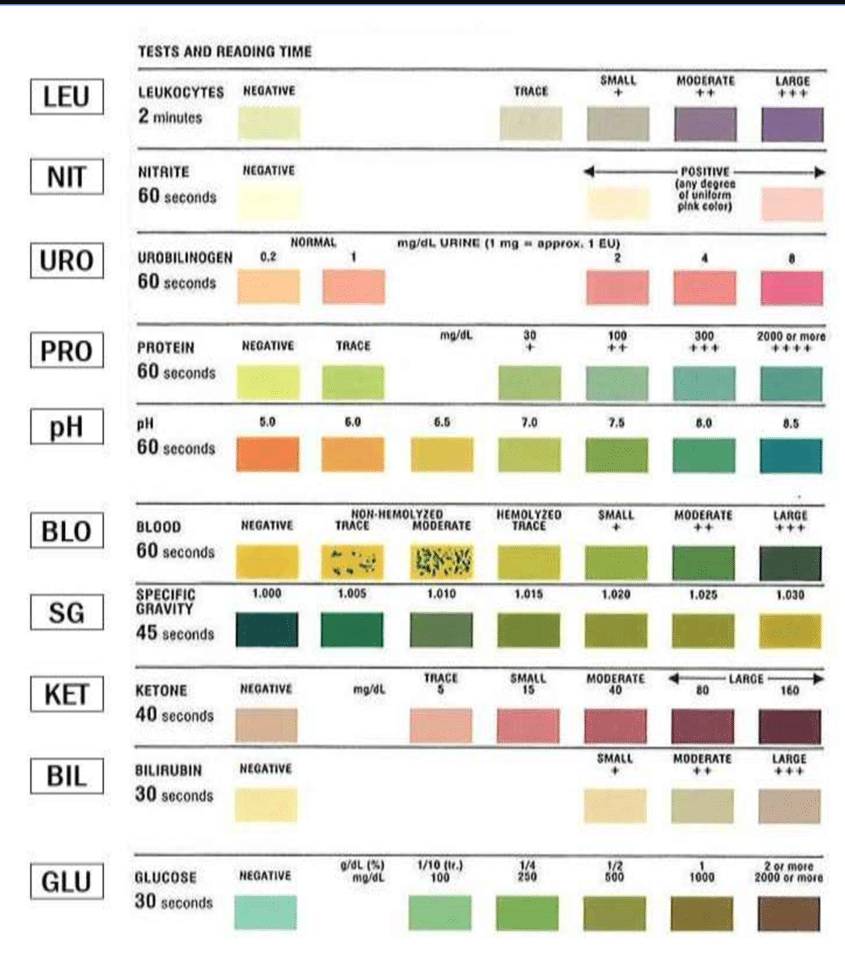 TESTS AND READING TIME
LEU
LEUKOCYTES NEGATIVE TRACE SMALL + MODERATE ++ LARGE +++
2 minutes
NIT
NITRITE NEGATIVE POSITIVE
60 seconds (any degree
of uniform
pink color)
URO
NORMAL mg/dL URINE (1 mg = approx. 1 EU)
UROBILINOGEN 0.2 1 2 4 8
60 seconds
PRO
PROTEIN NEGATIVE TRACE mg/dL 30 + 100 ++ 300 +++ 2000 or more ++++
60 seconds
pH
pH 5.0 6.0 6.5 7.0 7.5 8.0 8.5
60 seconds
BLO
BLOOD NEGATIVE NON-HEMOLYZED TRACE MODERATE HEMOLYZED TRACE SMALL + MODERATE ++ LARGE +++
60 seconds
SG
SPECIFIC 1.000 1.005 1.010 1.015 1.020 1.025 1.030
GRAVITY
45 seconds
KET
KETONE NEGATIVE mg/dL TRACE 5 SMALL 15 MODERATE 40 LARGE 80 160
40 seconds
BIL
BILIRUBIN NEGATIVE SMALL + MODERATE ++ LARGE +++
30 seconds
GLU
g/dL (%) 1/10 (tr.) 1/4 1/2 1 2 or more
GLUCOSE NEGATIVE mg/dL 100 250 500 1000 2000 or more
30 seconds